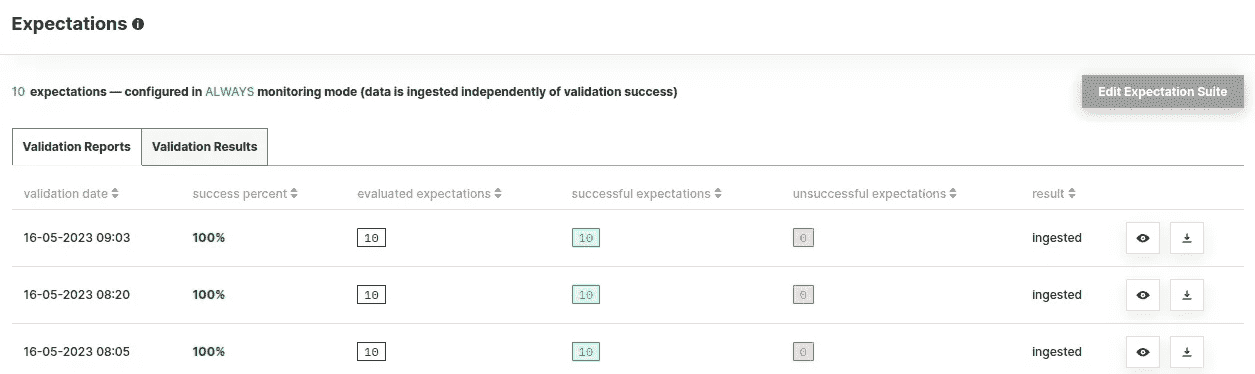 Expectations
10 expectations — configured in ALWAYS monitoring mode (data is ingested independently of validation success)
Edit Expectation Suite
Validation Reports Validation Results
validation date success percent evaluated expectations successful expectations unsuccessful expectations result
16-05-2023 09:03 100% 10 10 0 ingested
16-05-2023 08:20 100% 10 10 0 ingested
16-05-2023 08:05 100% 10 10 0 ingested